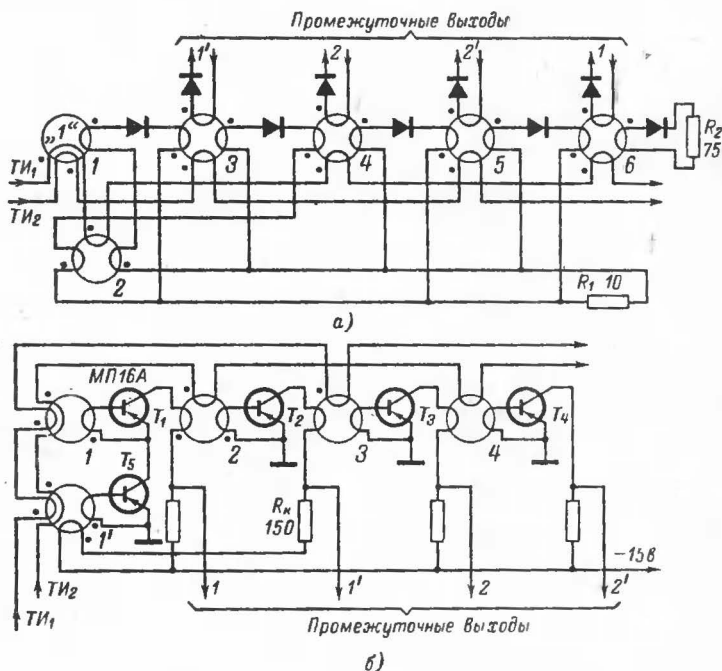 Промежуточные выходы
1' 2 2' 1
„1“
1 3 4 5 6
R₂
75
ТИ₁
ТИ₂
2
R₁ 10
а)
МП16А
T₁ T₂ T₃ T₄
1 2 3 4
T₅
Rк
150
1'
−15в
ТИ₂
ТИ₁
1 1' 2 2'
Промежуточные выходы
б)